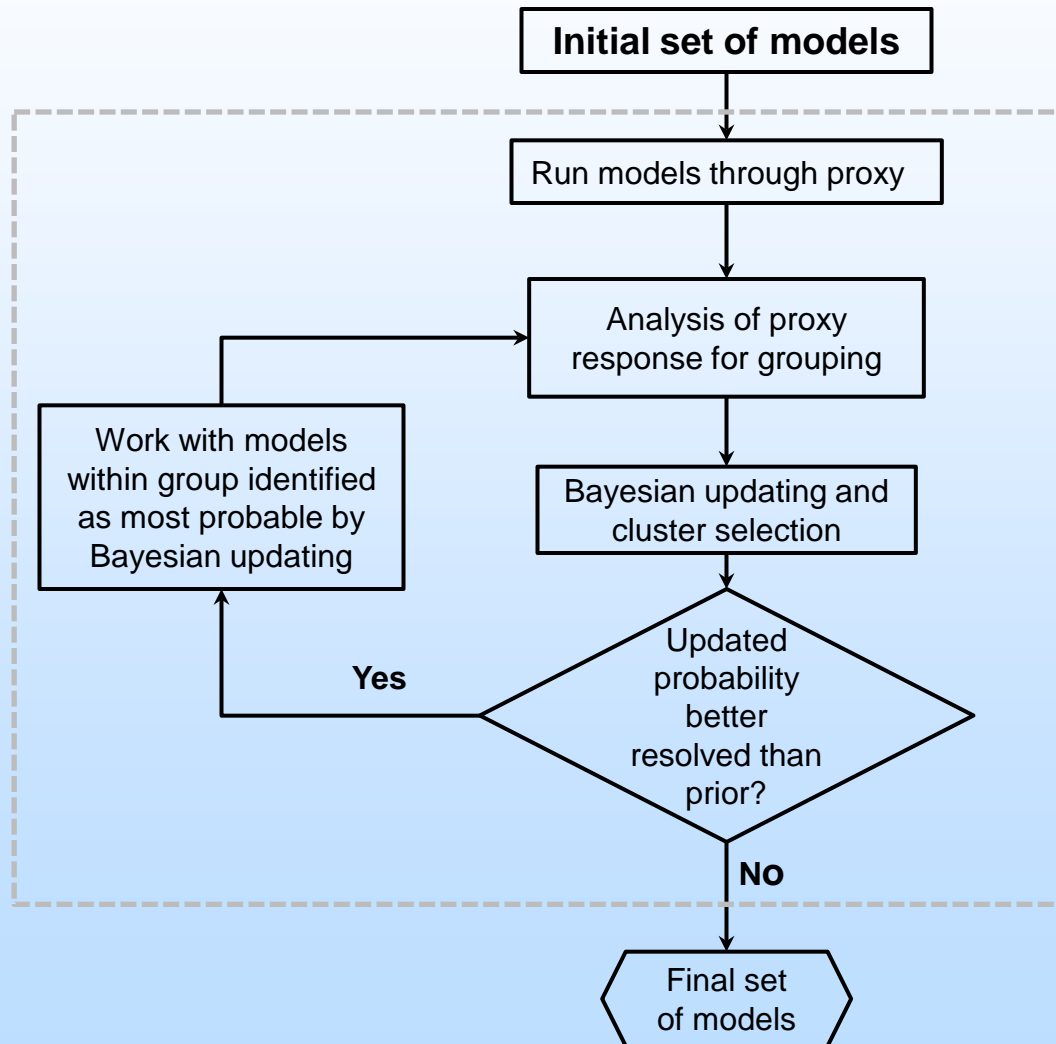 Initial set of models
Run models through proxy
Analysis of proxy
response for grouping
Work with models
within group identified
as most probable by
Bayesian updating
Bayesian updating and
cluster selection
Updated
probability
better
resolved than
prior?
Yes
No
Final set
of models